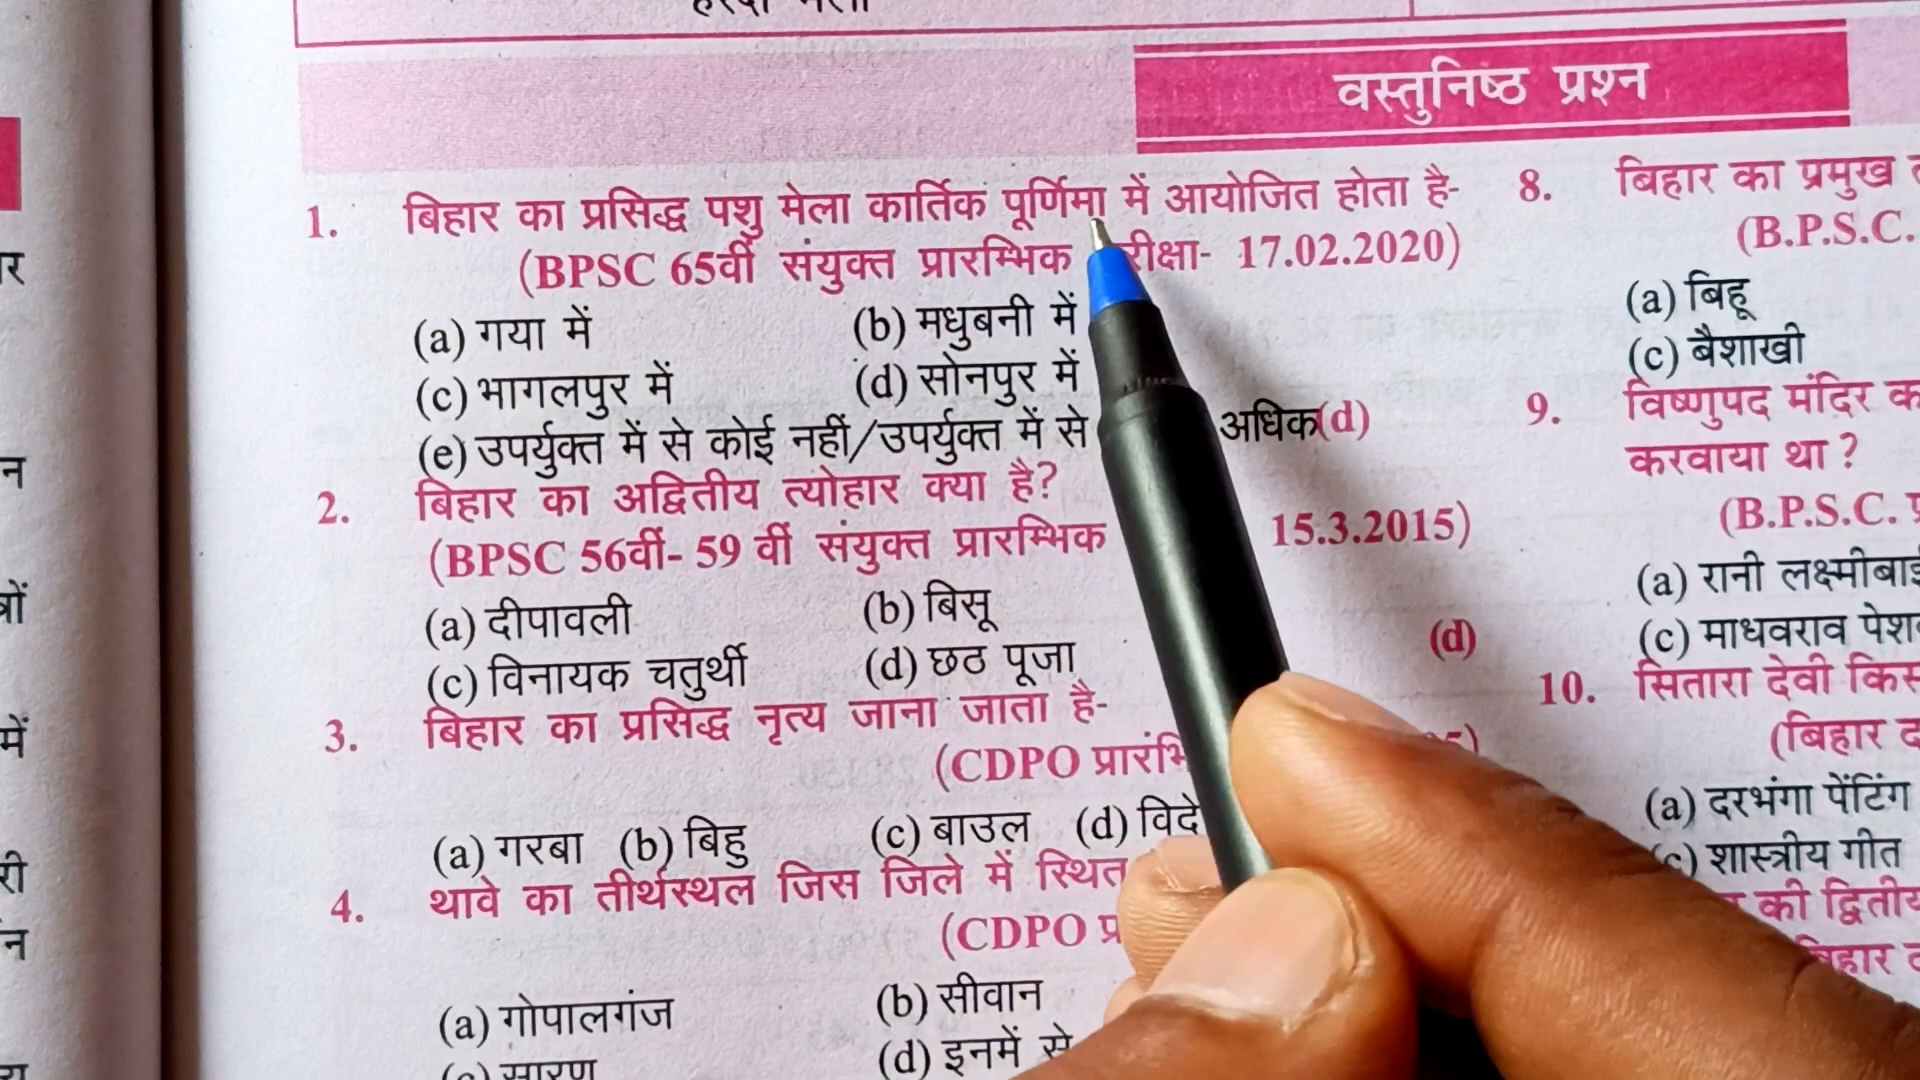 वस्तुनिष्ठ प्रश्न
1. बिहार का प्रसिद्ध पशु मेला कार्तिक पूर्णिमा में आयोजित होता है-
(BPSC 65वीं संयुक्त प्रारम्भिक रीक्षा- 17.02.2020)
(a) गया में (b) मधुबनी में
(c) भागलपुर में (d) सोनपुर में
(e) उपर्युक्त में से कोई नहीं/उपर्युक्त में से अधिक(d)
2. बिहार का अद्वितीय त्योहार क्या है?
(BPSC 56वीं- 59 वीं संयुक्त प्रारम्भिक 15.3.2015)
(a) दीपावली (b) बिसू
(c) विनायक चतुर्थी (d) छठ पूजा (d)
3. बिहार का प्रसिद्ध नृत्य जाना जाता है-
(CDPO प्रारंभि
(a) गरबा (b) बिहु (c) बाउल (d) विदे
4. थावे का तीर्थस्थल जिस जिले में स्थित
(CDPO प्र
(a) गोपालगंज (b) सीवान
(c) सारण (d) इनमें से
8. बिहार का प्रमुख
(B.P.S.C.
(a) बिहू
(c) बैशाखी
9. विष्णुपद मंदिर क
करवाया था ?
(B.P.S.C. प्र
(a) रानी लक्ष्मीबाई
(c) माधवराव पेश
10. सितारा देवी किस
(बिहार द
(a) दरभंगा पेंटिंग
(c) शास्त्रीय गीत
की द्वितीय
बिहार द